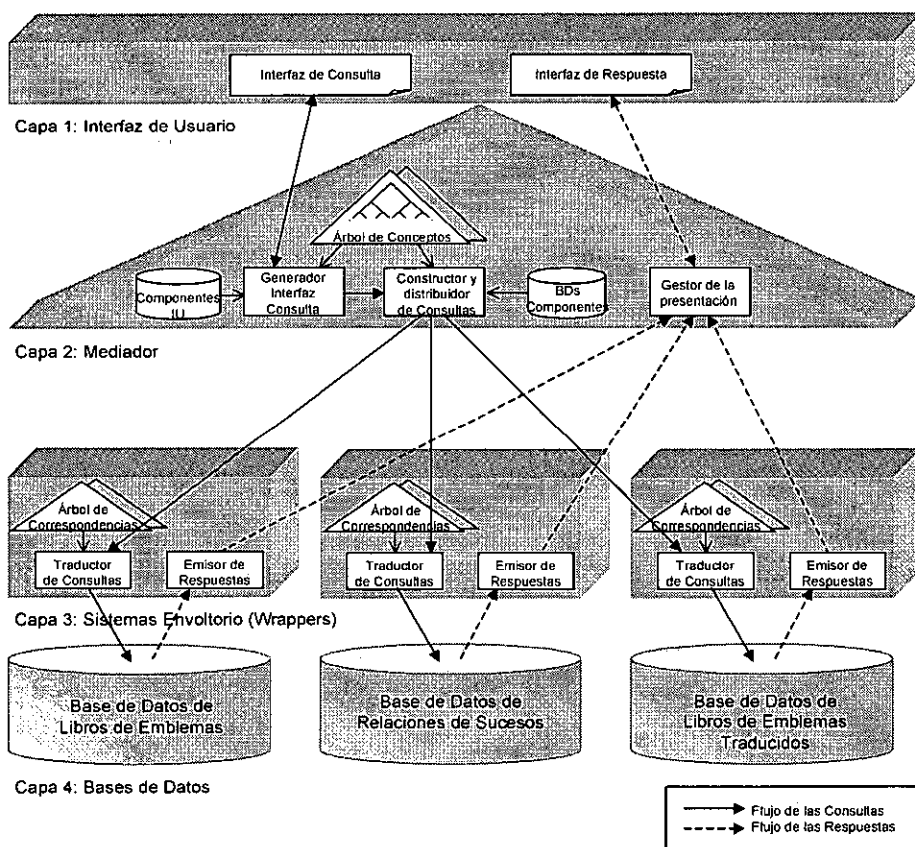 Interfaz de Consulta
Interfaz de Respuesta
Capa 1: Interfaz de Usuario
Árbol de Conceptos
Componentes
IU
Generador
Interfaz
Consulta
Constructor y
distribuidor
de Consultas
BDs
Componentes
Gestor de la
presentación
Capa 2: Mediador
Árbol de
Correspondencias
Traductor
de Consultas
Emisor de
Respuestas
Árbol de
Correspondencias
Traductor
de Consultas
Emisor de
Respuestas
Árbol de
Correspondencias
Traductor
de Consultas
Emisor de
Respuestas
Capa 3: Sistemas Envoltorio (Wrappers)
Base de Datos de
Libros de Emblemas
Base de Datos de
Relaciones de Sucesos
Base de Datos de
Libros de Emblemas
Traducidos
Capa 4: Bases de Datos
Flujo de las Consultas
Flujo de las Respuestas